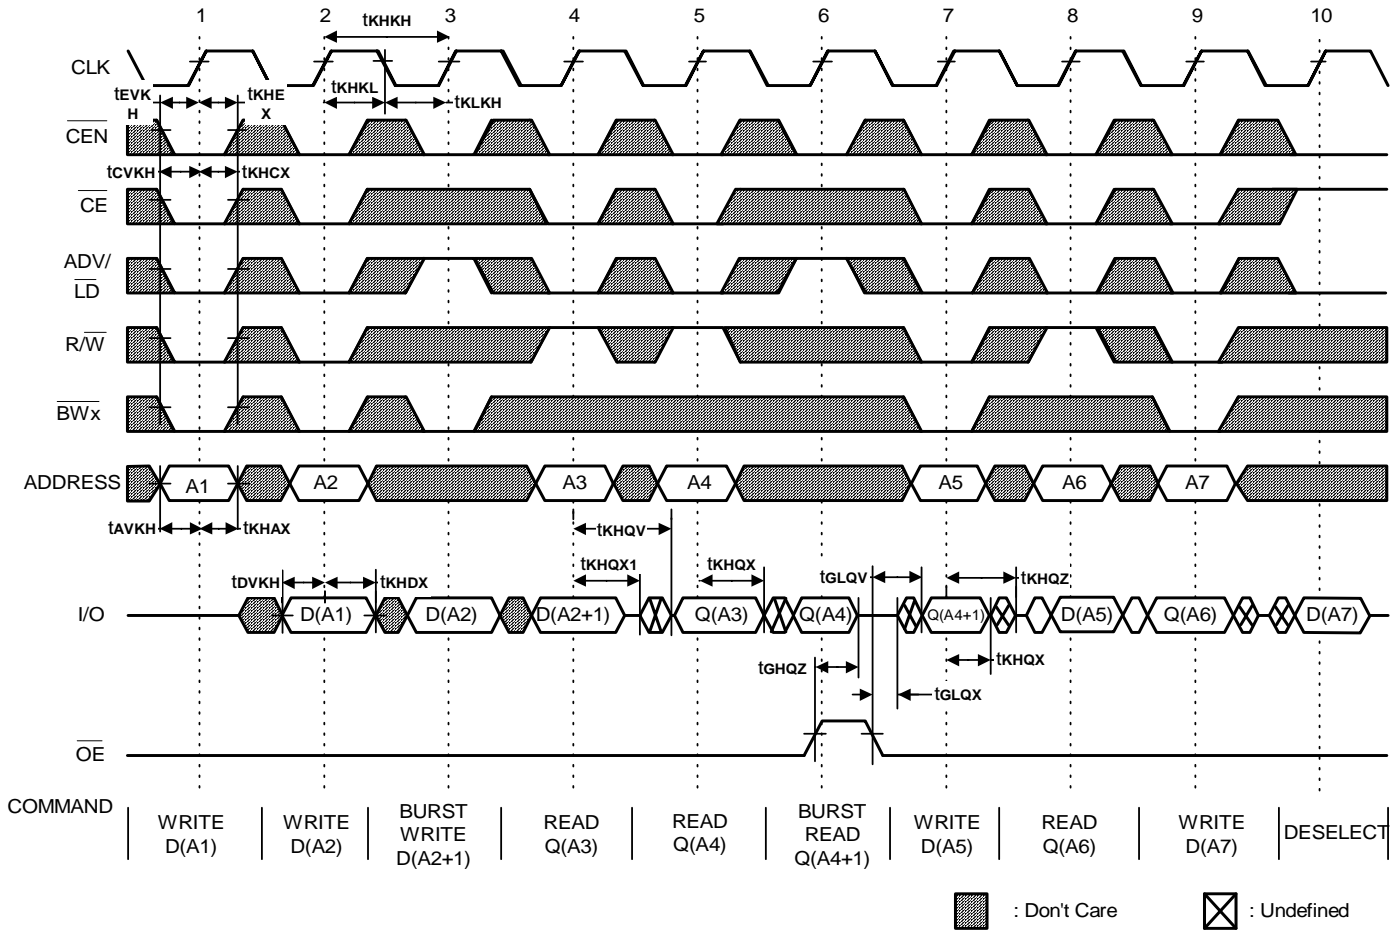 1 2 3 4 5 6 7 8 9 10
tKHKH
CLK
tEVK
H
tKHE
X
tKHKL
tKLKH
CEN
tCVKH
tKHCX
CE
ADV/
LD
R/W
BWx
ADDRESS
A1 A2 A3 A4 A5 A6 A7
tAVKH
tKHAX
tKHQV
tDVKH
tKHDX
tKHQX1
tKHQX
tGLQV
tKHQZ
I/O
D(A1) D(A2) D(A2+1) Q(A3) Q(A4) Q(A4+1) D(A5) Q(A6) D(A7)
tGHQZ
tKHQX
tGLQX
OE
COMMAND
WRITE
D(A1)
WRITE
D(A2)
BURST
WRITE
D(A2+1)
READ
Q(A3)
READ
Q(A4)
BURST
READ
Q(A4+1)
WRITE
D(A5)
READ
Q(A6)
WRITE
D(A7)
DESELECT
: Don't Care
: Undefined